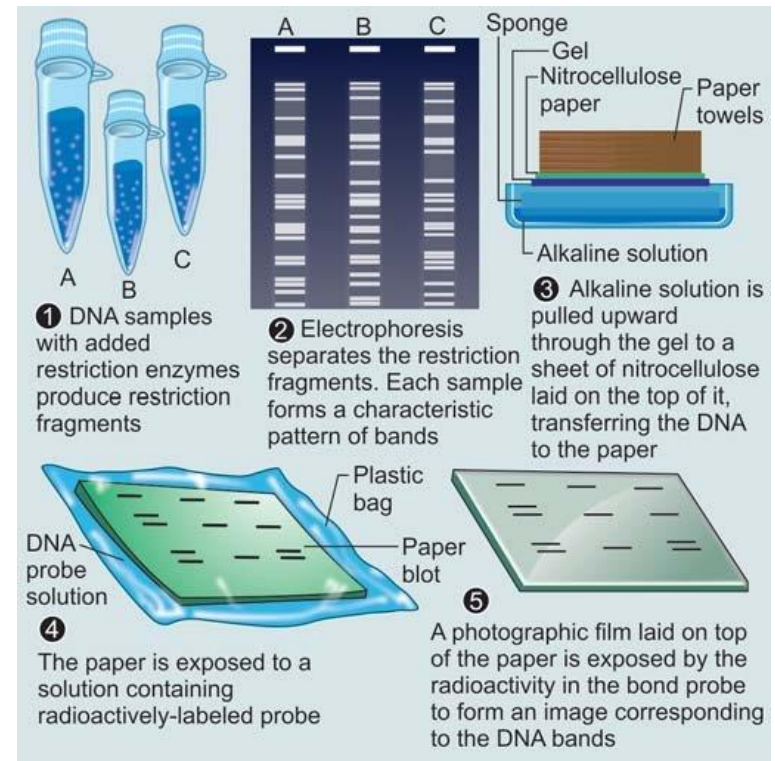 A
B
C
A
B
C
Sponge
Gel
Nitrocellulose
paper
Paper
towels
Alkaline solution
❶ DNA samples
with added
restriction enzymes
produce restriction
fragments
❷ Electrophoresis
separates the restriction
fragments. Each sample
forms a characteristic
pattern of bands
❸ Alkaline solution is
pulled upward
through the gel to a
sheet of nitrocellulose
laid on the top of it,
transferring the DNA
to the paper
DNA
probe
solution
Plastic
bag
Paper
blot
❹
The paper is exposed to a
solution containing
radioactively-labeled probe
❺
A photographic film laid on top
of the paper is exposed by the
radioactivity in the bond probe
to form an image corresponding
to the DNA bands